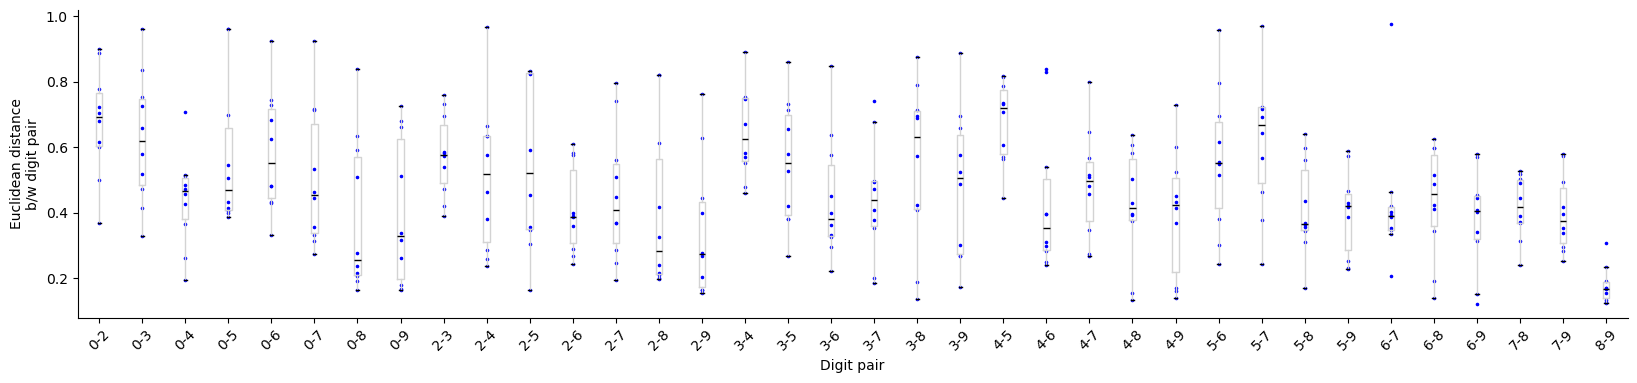 Euclidean distance
b/w digit pair
1.0
0.8
0.6
0.4
0.2
0-2 0-3 0-4 0-5 0-6 0-7 0-8 0-9 2-3 2-4 2-5 2-6 2-7 2-8 2-9 3-4 3-5 3-6 3-7 3-8 3-9 4-5 4-6 4-7 4-8 4-9 5-6 5-7 5-8 5-9 6-7 6-8 6-9 7-8 7-9 8-9
Digit pair